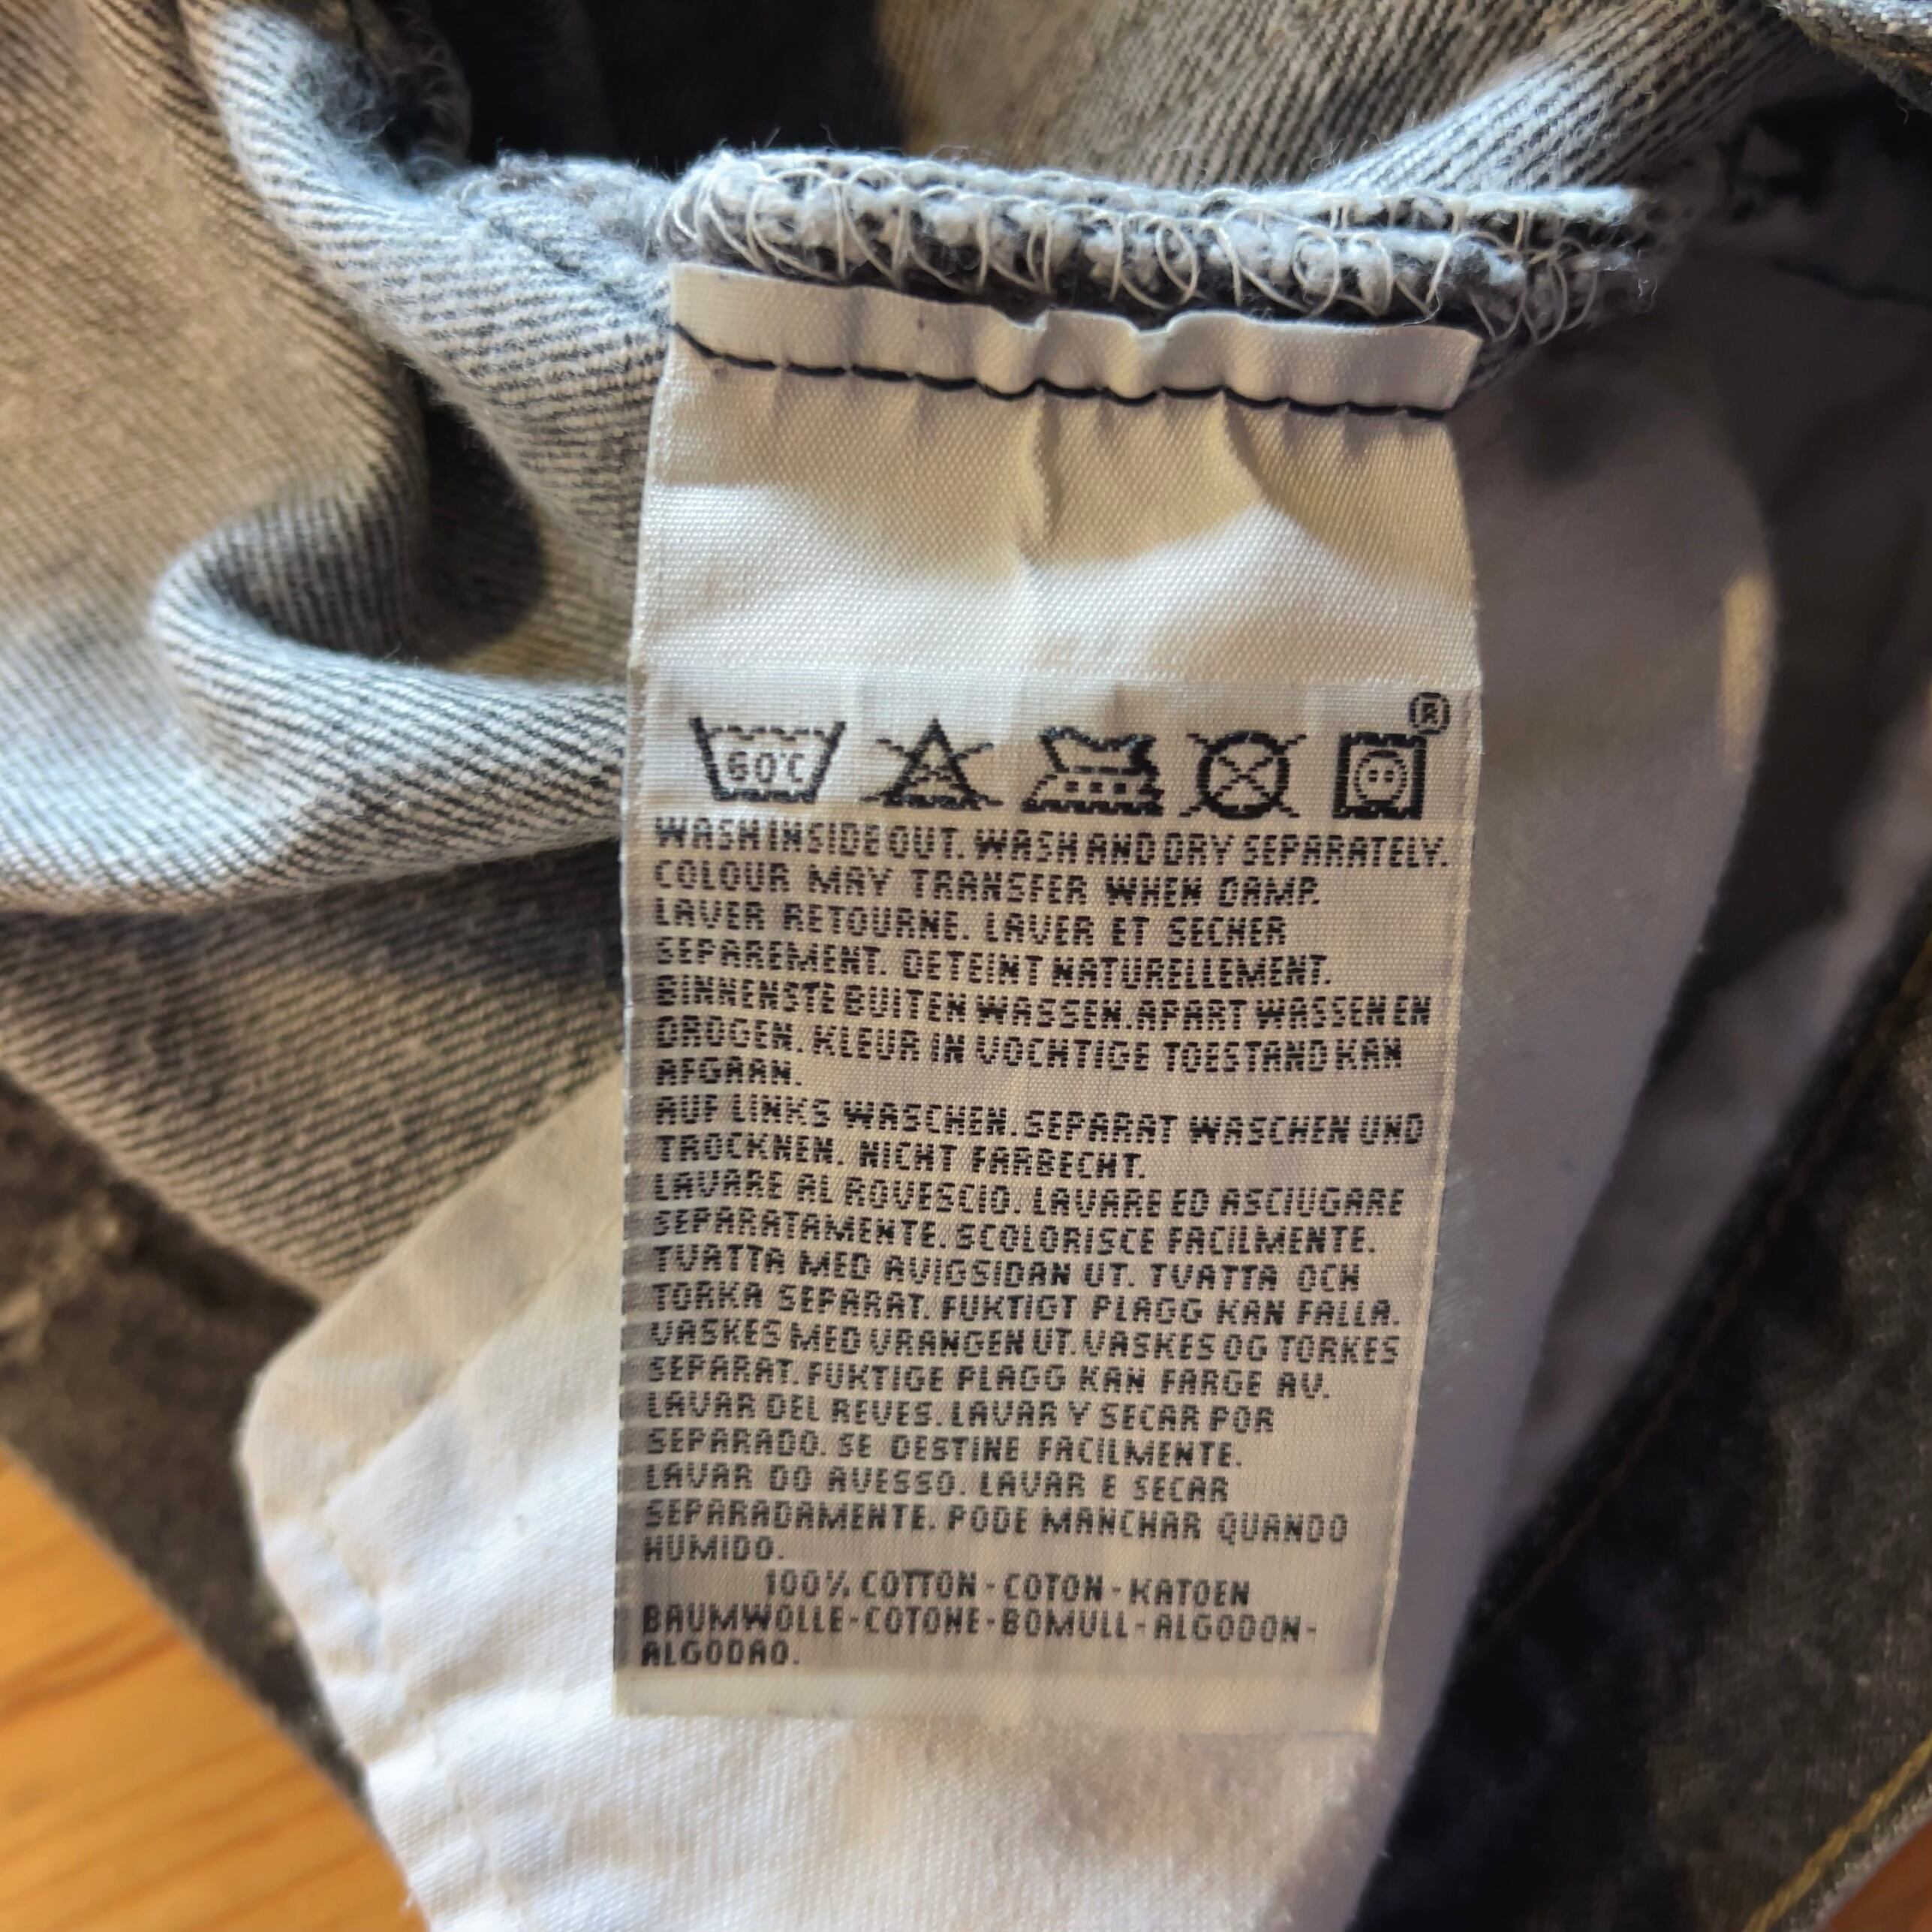 ®
60°C
WASH INSIDE OUT. WASH AND DRY SEPARATELY.
COLOUR MAY TRANSFER WHEN DAMP.
LAVER RETOURNE. LAVER ET SECHER
SEPAREMENT. DETEINT NATURELLEMENT.
BINNENSTE BUITEN WASSEN. APART WASSEN EN
DROGEN. KLEUR IN VOCHTIGE TOESTAND KAN
AFGAAN.
AUF LINKS WASCHEN. SEPARAT WASCHEN UND
TROCKNEN. NICHT FARBECHT.
LAVARE AL ROVESCIO. LAVARE ED ASCIUGARE
SEPARATAMENTE. SCOLORISCE FACILMENTE.
TVATTA MED AVIGSIDAN UT. TVATTA OCH
TORKA SEPARAT. FUKTIGT PLAGG KAN FALLA.
VASKES MED VRANGEN UT. VASKES OG TORKES
SEPARAT. FUKTIGE PLAGG KAN FARGE AV.
LAVAR DEL REVES. LAVAR Y SECAR POR
SEPARADO. SE DESTINE FACILMENTE.
LAVAR DO AVESSO. LAVAR E SECAR
SEPARADAMENTE. PODE MANCHAR QUANDO
HUMIDO.
100% COTTON - COTON - KATOEN
BAUMWOLLE - COTONE - BOMULL - ALGODON -
ALGODAO.